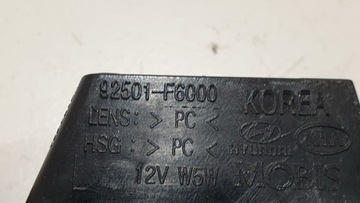 92501-F6000
KOREA
LENS: > PC <
HSG: > PC <
HYUNDAI
KIA
12V W5W
MOBIS